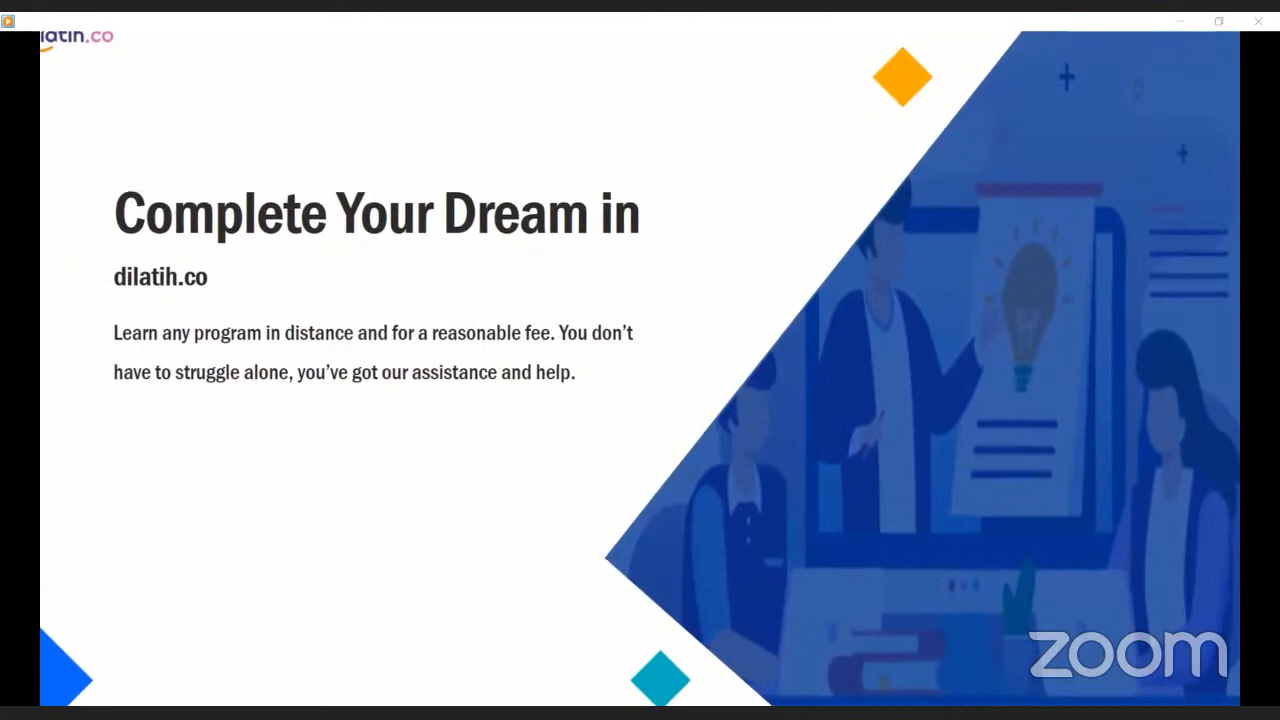 latih.co
Complete Your Dream in
dilatih.co
Learn any program in distance and for a reasonable fee. You don't
have to struggle alone, you've got our assistance and help.
zoom